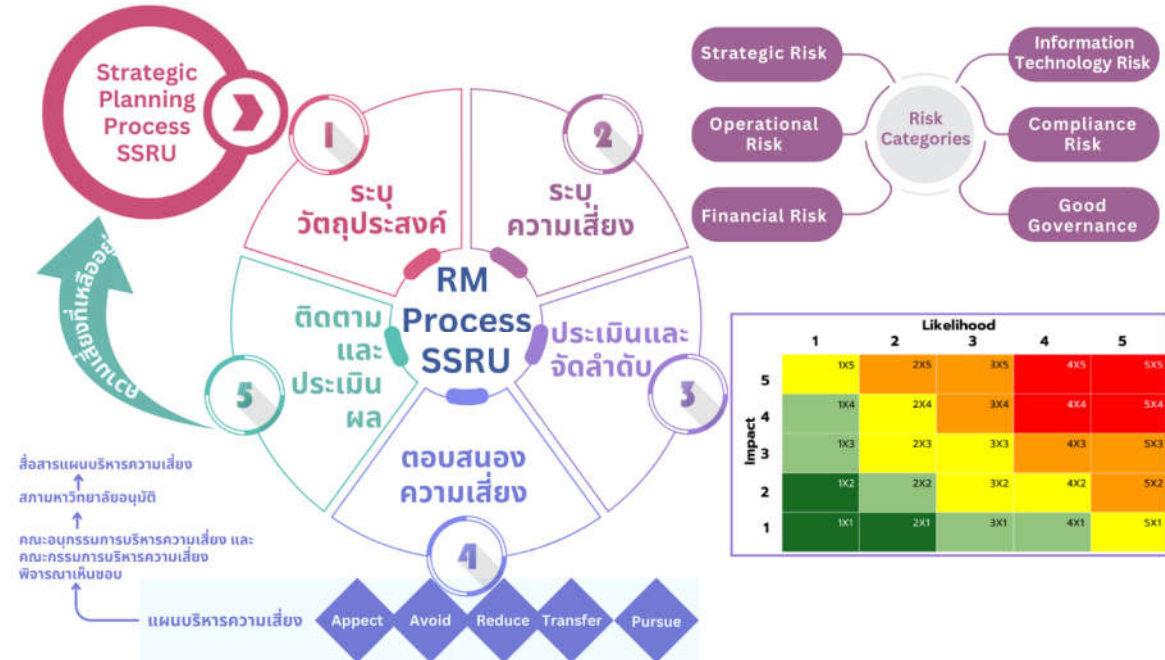 Strategic
Planning
Process
SSRU
1
ระบุ
วัตถุประสงค์
2
ระบุ
ความเสี่ยง
3
ประเมินและ
จัดลำดับ
4
ตอบสนอง
ความเสี่ยง
5
ติดตาม
และ
ประเมิน
ผล
RM
Process
SSRU
ความเสี่ยงที่เหลืออยู่
สื่อสารแผนบริหารความเสี่ยง
สภามหาวิทยาลัยอนุมัติ
คณะอนุกรรมการบริหารความเสี่ยง และ
คณะกรรมการบริหารความเสี่ยง
พิจารณาเห็นชอบ
แผนบริหารความเสี่ยง
Appect
Avoid
Reduce
Transfer
Pursue
Strategic Risk
Operational
Risk
Financial Risk
Risk
Categories
Information
Technology Risk
Compliance
Risk
Good
Governance
Likelihood
1 2 3 4 5
Impact
5 1X5 2X5 3X5 4X5 5X5
4 1X4 2X4 3X4 4X4 5X4
3 1X3 2X3 3X3 4X3 5X3
2 1X2 2X2 3X2 4X2 5X2
1 1X1 2X1 3X1 4X1 5X1